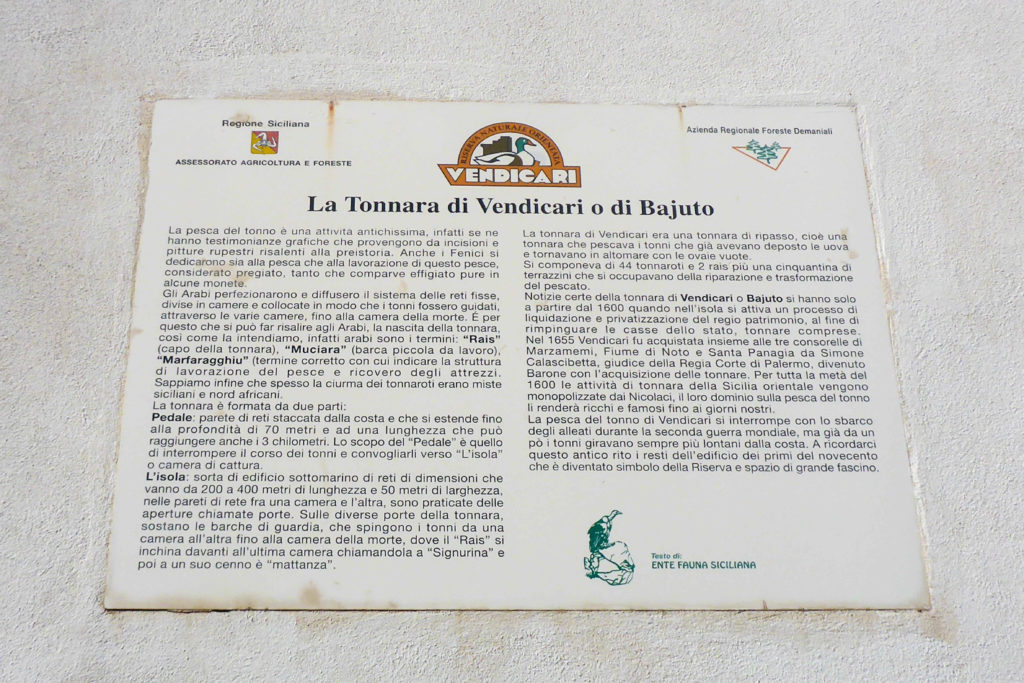 Regione Siciliana
ASSESSORATO AGRICOLTURA E FORESTE
RISERVA NATURALE ORIENTATA
VENDICARI
Azienda Regionale Foreste Demaniali
La Tonnara di Vendicari o di Bajuto
La pesca del tonno è una attività antichissima, infatti se ne
hanno testimonianze grafiche che provengono da incisioni e
pitture rupestri risalenti alla preistoria. Anche i Fenici si
dedicarono sia alla pesca che alla lavorazione di questo pesce,
considerato pregiato, tanto che comparve effigiato pure in
alcune monete.
Gli Arabi perfezionarono e diffusero il sistema delle reti fisse,
divise in camere e collocate in modo che i tonni fossero guidati,
attraverso le varie camere, fino alla camera della morte. E per
questo che si può far risalire agli Arabi, la nascita della tonnara,
così come la intendiamo, infatti arabi sono i termini: “Rais”
(capo della tonnara), “Muciara” (barca piccola da lavoro),
“Marfaragghiu” (termine corretto con cui indicare la struttura
di lavorazione del pesce e ricovero degli attrezzi.
Sappiamo infine che spesso la ciurma dei tonnaroti erano miste
siciliani e nord africani.
La tonnara è formata da due parti:
Pedale: parete di reti staccata dalla costa e che si estende fino
alla profondità di 70 metri e ad una lunghezza che può
raggiungere anche i 3 chilometri. Lo scopo del “Pedale” è quello
di interrompere il corso dei tonni e convogliarli verso “L'isola”
o camera di cattura.
L'isola: sorta di edificio sottomarino di reti di dimensioni che
vanno da 200 a 400 metri di lunghezza e 50 metri di larghezza,
nelle pareti di rete fra una camera e l'altra, sono praticate delle
aperture chiamate porte. Sulle diverse porte della tonnara,
sostano le barche di guardia, che spingono i tonni da una
camera all'altra fino alla camera della morte, dove il “Rais” si
inchina davanti all'ultima camera chiamandola a “Signurina” e
poi a un suo cenno è “mattanza”.
La tonnara di Vendicari era una tonnara di ripasso, cioè una
tonnara che pescava i tonni che già avevano deposto le uova
e tornavano in altomare con le ovaie vuote.
Si componeva di 44 tonnaroti e 2 rais più una cinquantina di
terrazzini che si occupavano della riparazione e trasformazione
del pescato.
Notizie certe della tonnara di Vendicari o Bajuto si hanno solo
a partire dal 1600 quando nell'isola si attiva un processo di
liquidazione e privatizzazione del regio patrimonio, al fine di
rimpinguare le casse dello stato, tonnare comprese.
Nel 1655 Vendicari fu acquistata insieme alle tre consorelle di
Marzamemi, Fiume di Noto e Santa Panagia da Simone
Calascibetta, giudice della Regia Corte di Palermo, divenuto
Barone con l'acquisizione delle tonnare. Per tutta la metà del
1600 le attività di tonnara della Sicilia orientale vengono
monopolizzate dai Nicolaci, il loro dominio sulla pesca del tonno
li renderà ricchi e famosi fino ai giorni nostri.
La pesca del tonno di Vendicari si interrompe con lo sbarco
degli alleati durante la seconda guerra mondiale, ma già da un
pò i tonni giravano sempre più lontani dalla costa. A ricordarci
questo antico rito i resti dell'edificio dei primi del novecento
che è diventato simbolo della Riserva e spazio di grande fascino.
Testo di:
ENTE FAUNA SICILIANA